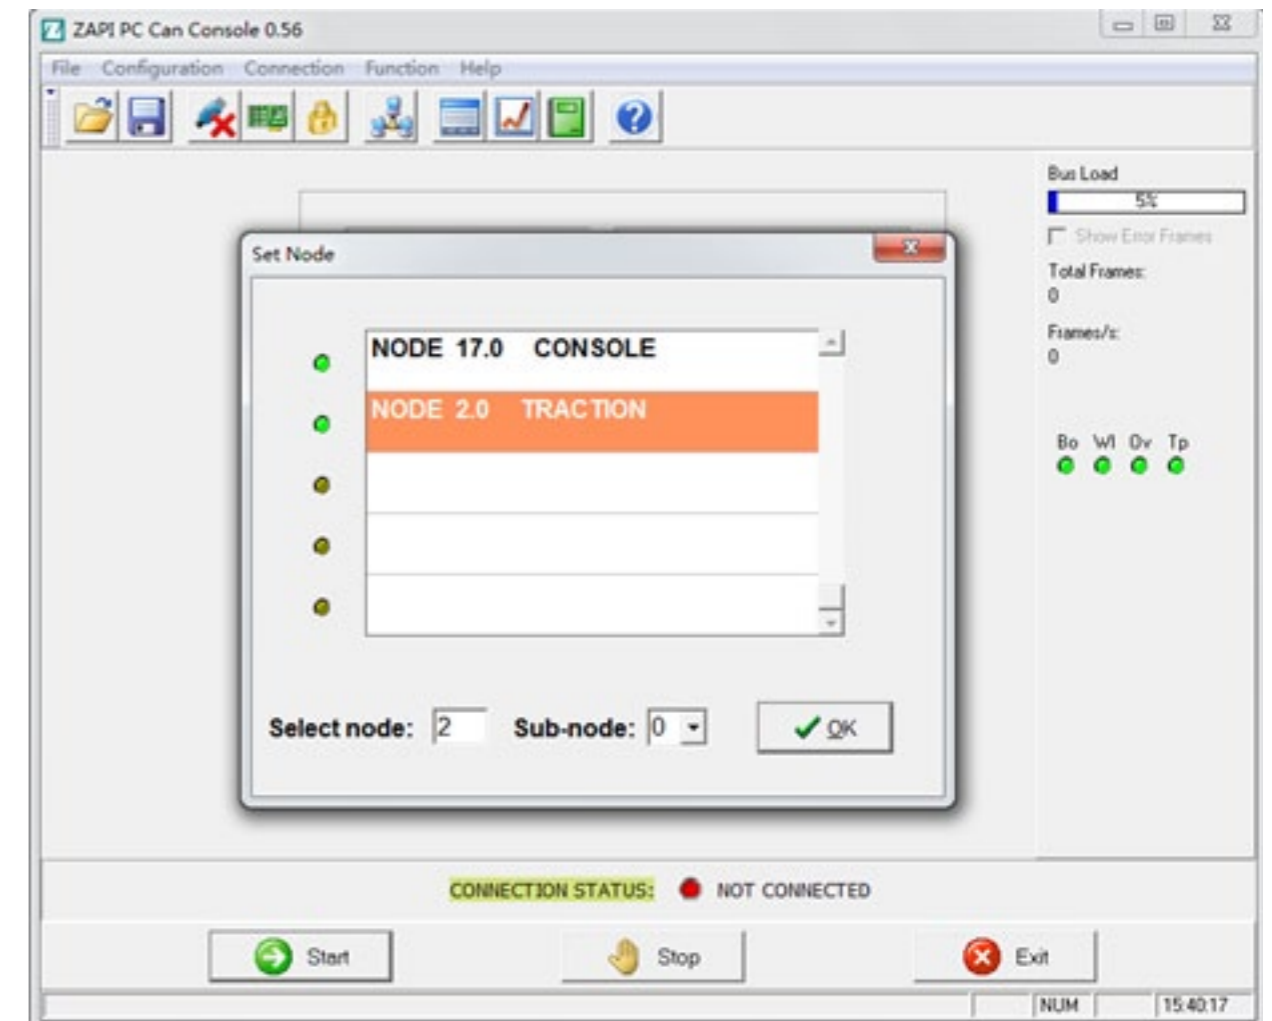 ZAPI PC Can Console 0.56
File Configuration Connection Function Help
Bus Load
5%
Show Error Frames
Total Frames:
0
Frames/s:
0
Bo Wl Ov Tp
Set Node
NODE 17.0 CONSOLE
NODE 2.0 TRACTION
Select node: 2 Sub-node: 0 OK
CONNECTION STATUS: NOT CONNECTED
Start Stop Exit
NUM 15:40:17